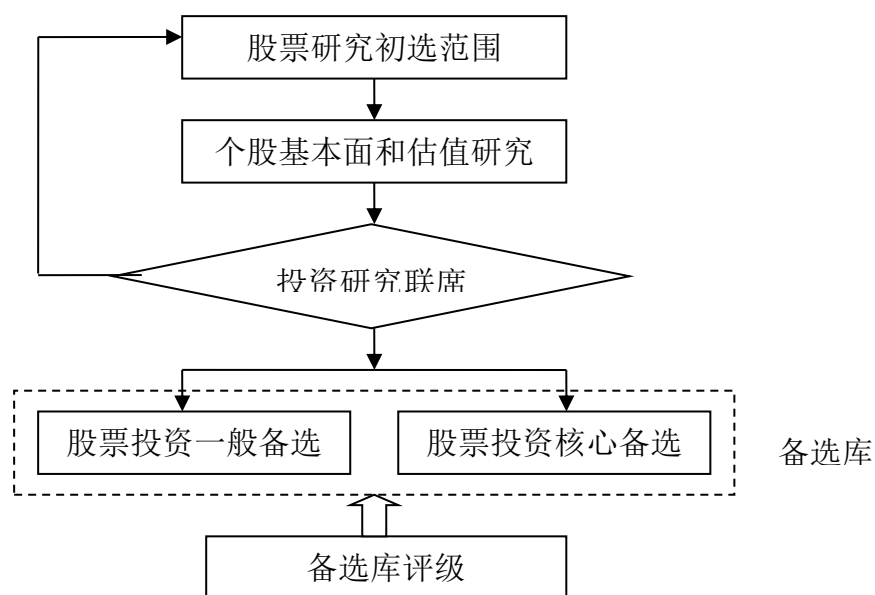 股票研究初选范围
个股基本面和估值研究
投资研究联席
股票投资一般备选
股票投资核心备选
备选库
备选库评级